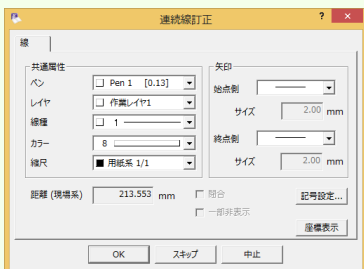 連続線訂正
? ×
線
共通属性
ペン Pen 1 [0.13]
レイヤ 作業レイヤ1
線種 1
カラー 8
縮尺 用紙系 1/1
矢印
始点側
サイズ 2.00 mm
終点側
サイズ 2.00 mm
距離 (現場系) 213.553 mm
閉合
一部非表示
記号設定...
座標表示
OK スキップ 中止